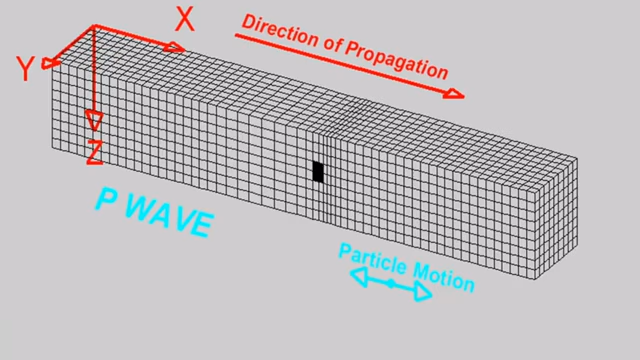 X
Direction of Propagation
Y
Z
P WAVE
Particle Motion